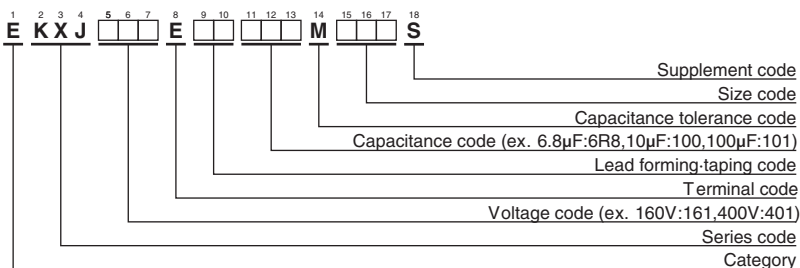 1 2 3 4 5 6 7 8 9 10 11 12 13 14 15 16 17 18
E K X J □□□ E □□ □□□ M □□□ S
Supplement code
Size code
Capacitance tolerance code
Capacitance code (ex. 6.8µF:6R8,10µF:100,100µF:101)
Lead forming·taping code
Terminal code
Voltage code (ex. 160V:161,400V:401)
Series code
Category